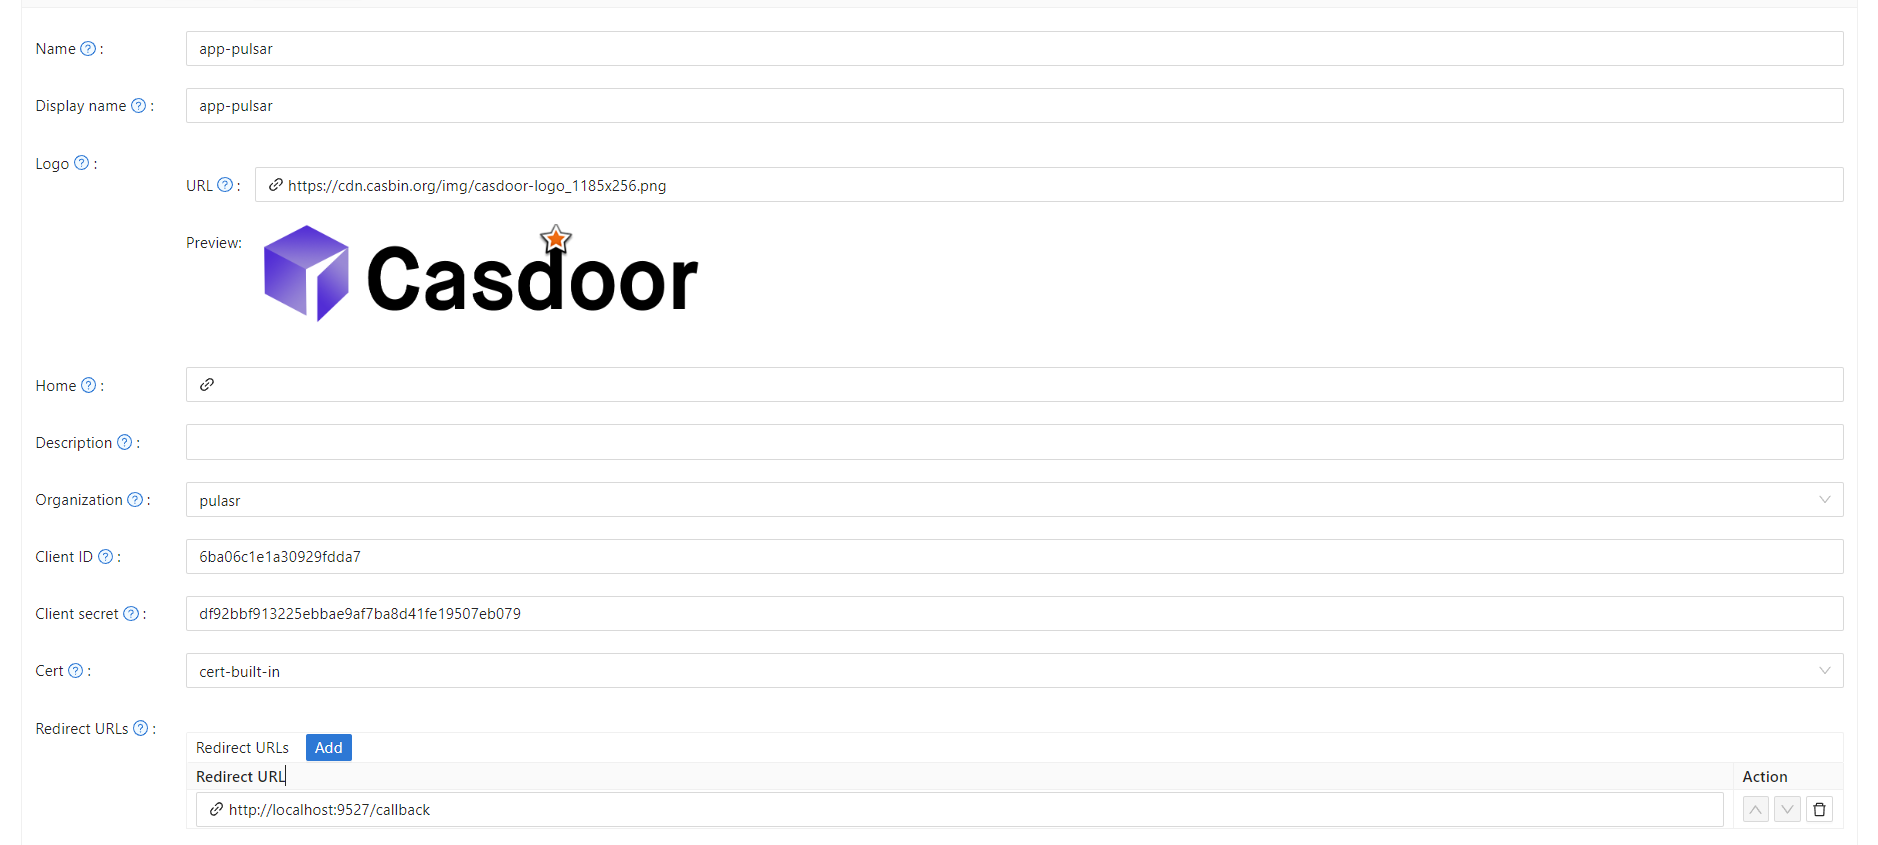 Name ? : app-pulsar
Display name ? : app-pulsar
Logo ? :
URL ? : https://cdn.casbin.org/img/casdoor-logo_1185x256.png
Preview:
Casdoor
Home ? :
Description ? :
Organization ? : pulasr
Client ID ? : 6ba06c1e1a30929fdda7
Client secret ? : df92bbf913225ebbae9af7ba8d41fe19507eb079
Cert ? : cert-built-in
Redirect URLs ? :
Redirect URLs Add
Redirect URL Action
http://localhost:9527/callback